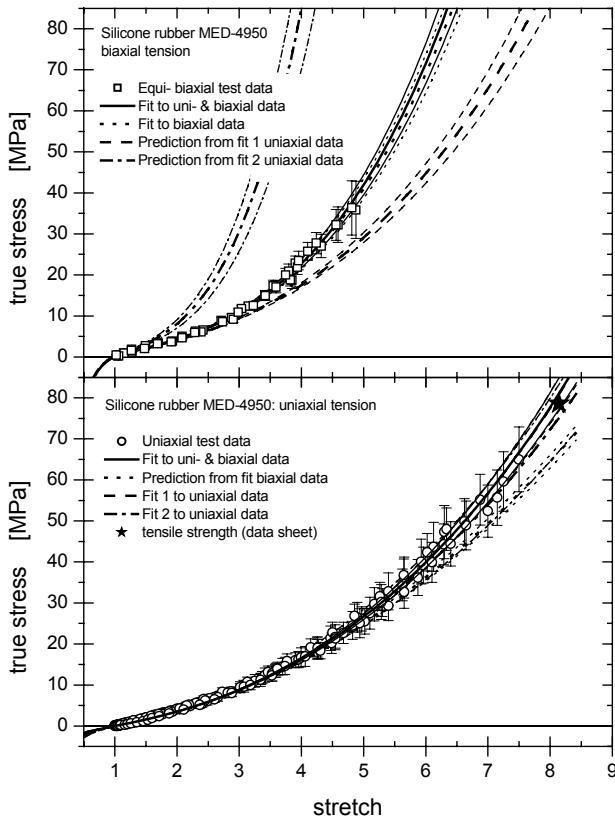 Silicone rubber MED-4950
biaxial tension
Equi- biaxial test data
Fit to uni- & biaxial data
Fit to biaxial data
Prediction from fit 1 uniaxial data
Prediction from fit 2 uniaxial data
true stress [MPa]
80
70
60
50
40
30
20
10
0
Silicone rubber MED-4950: uniaxial tension
Uniaxial test data
Fit to uni- & biaxial data
Prediction from fit biaxial data
Fit 1 to uniaxial data
Fit 2 to uniaxial data
tensile strength (data sheet)
true stress [MPa]
80
70
60
50
40
30
20
10
0
1 2 3 4 5 6 7 8 9
stretch